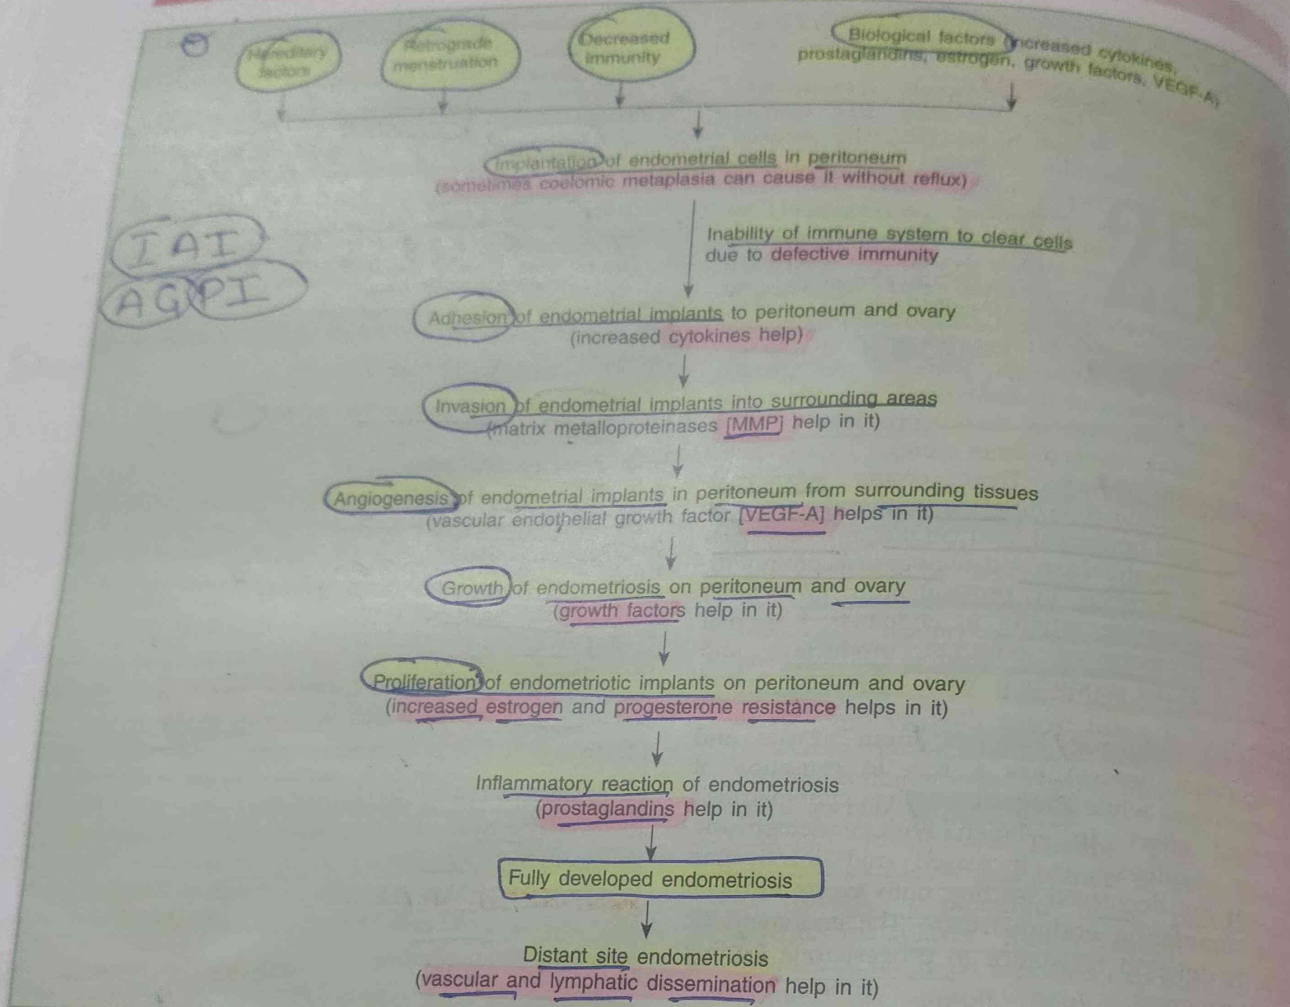 Hereditary
factors
Retrograde
menstruation
Decreased
immunity
Biological factors (increased cytokines,
prostaglandins, estrogen, growth factors, VEGF-A)
Implantation of endometrial cells in peritoneum
(sometimes coelomic metaplasia can cause it without reflux)
Inability of immune system to clear cells
due to defective immunity
IAI
AGPI
Adhesion of endometrial implants to peritoneum and ovary
(increased cytokines help)
Invasion of endometrial implants into surrounding areas
(matrix metalloproteinases [MMP] help in it)
Angiogenesis of endometrial implants in peritoneum from surrounding tissues
(vascular endothelial growth factor [VEGF-A] helps in it)
Growth of endometriosis on peritoneum and ovary
(growth factors help in it)
Proliferation of endometriotic implants on peritoneum and ovary
(increased estrogen and progesterone resistance helps in it)
Inflammatory reaction of endometriosis
(prostaglandins help in it)
Fully developed endometriosis
Distant site endometriosis
(vascular and lymphatic dissemination help in it)